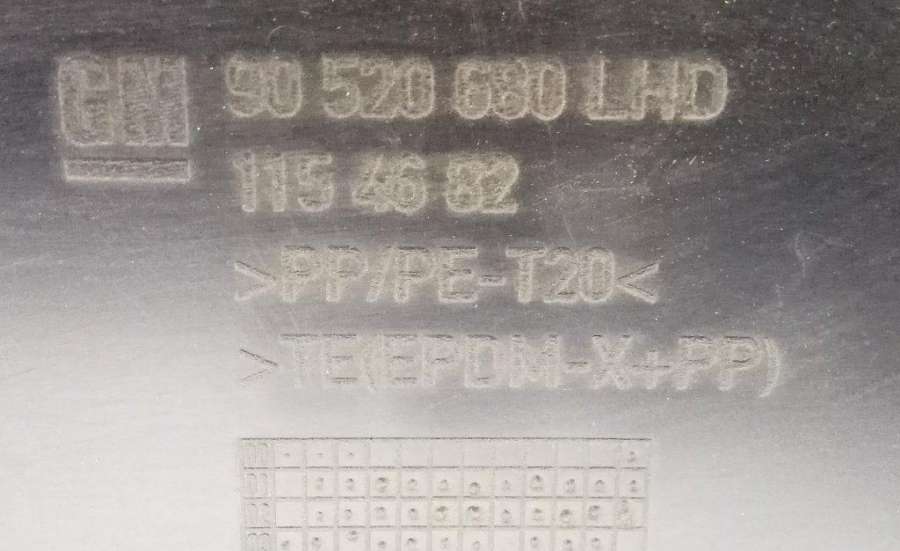 GM 90 520 680 LHD
115 46 82
>PP/PE-T20<
>TE(EPDM-X+PP)